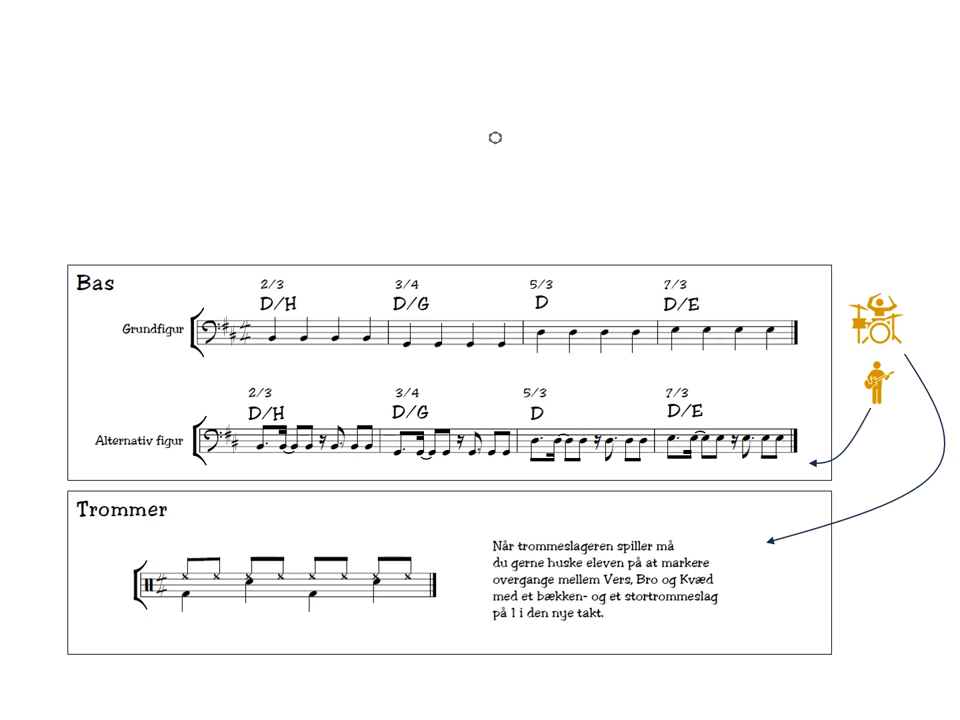 Bas
2/3 3/4 5/3 7/3
D/H D/G D D/E
Grundfigur
2/3 3/4 5/3 7/3
D/H D/G D D/E
Alternativ figur
Trommer
Når trommeslageren spiller må
du gerne huske eleven på at markere
overgange mellem Vers, Bro og Kvæd
med et bækken- og et stortrommeslag
på 1 i den nye takt.